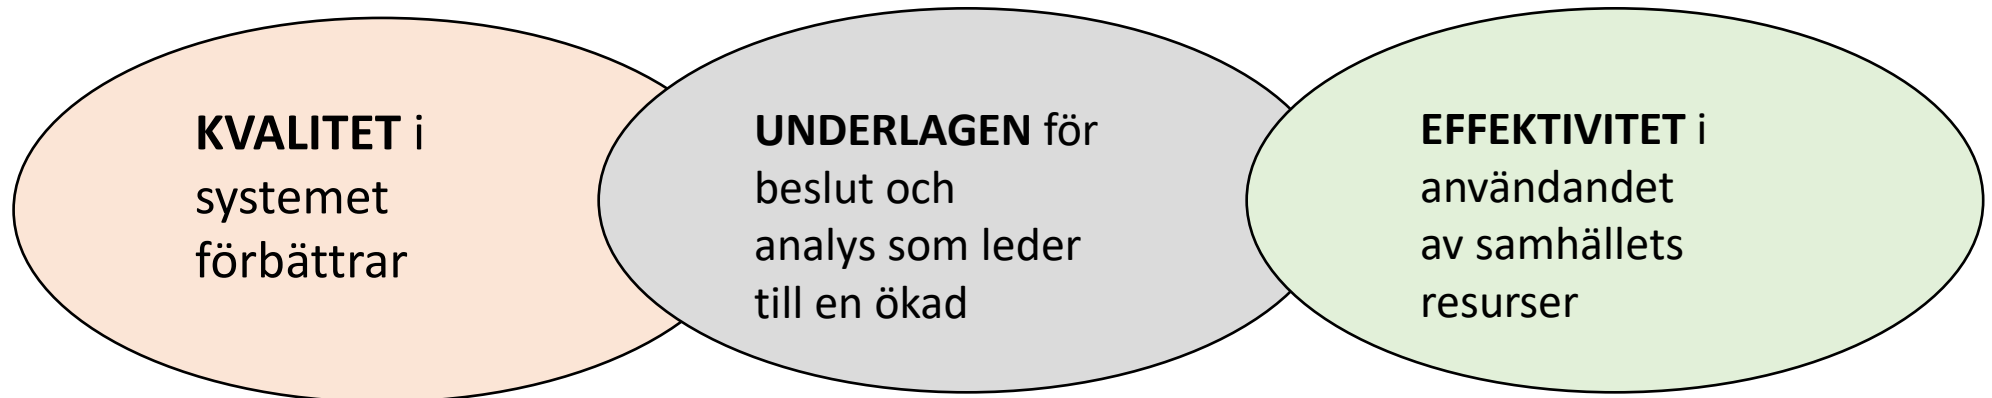 KVALITET i
systemet
förbättrar
UNDERLAGEN för
beslut och
analys som leder
till en ökad
EFFEKTIVITET i
användandet
av samhällets
resurser